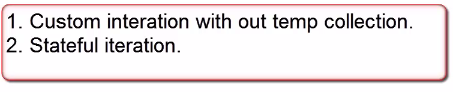 1. Custom interation with out temp collection.
2. Stateful iteration.